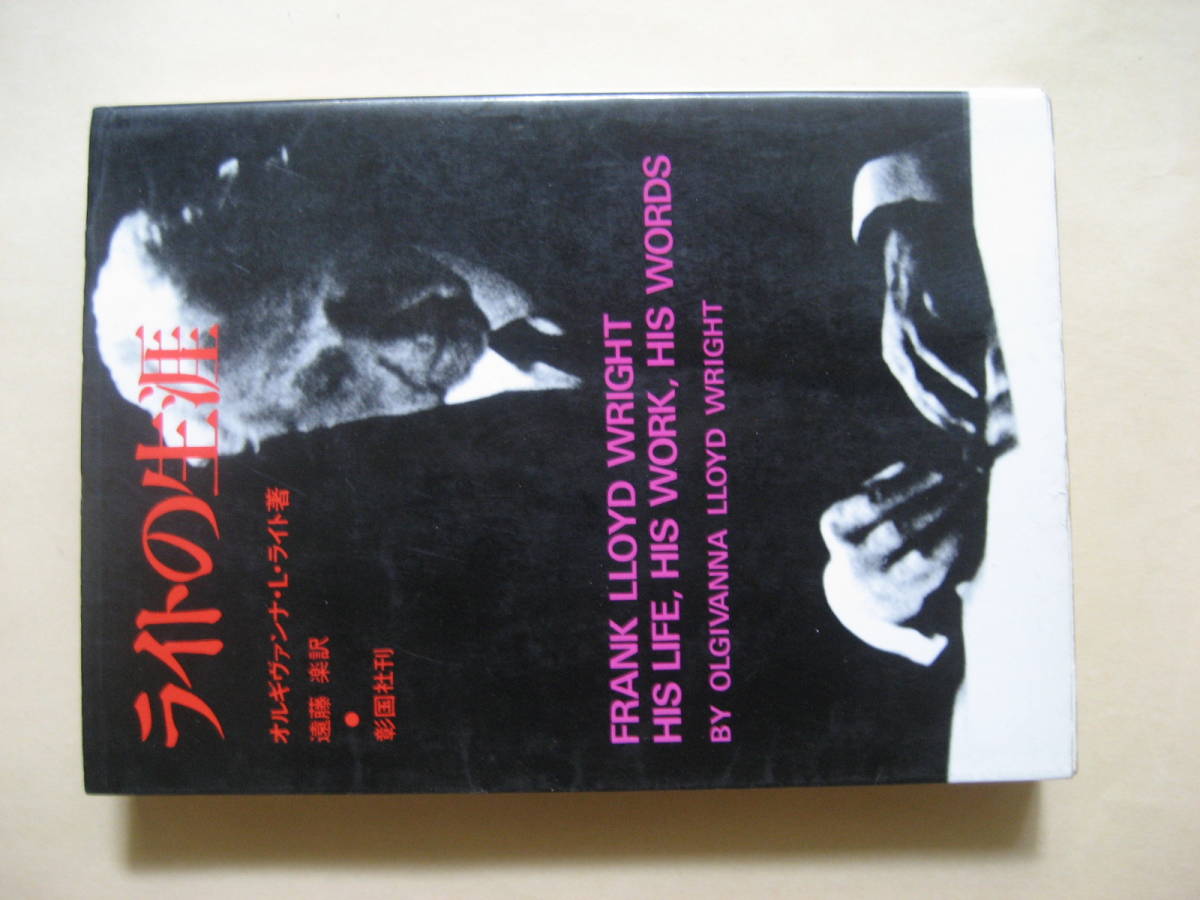 ライトの生涯
オルギヴァンナ・L・ライト著
遠藤 楽訳
●
彰国社刊
FRANK LLOYD WRIGHT
HIS LIFE, HIS WORK, HIS WORDS
BY OLGIVANNA LLOYD WRIGHT